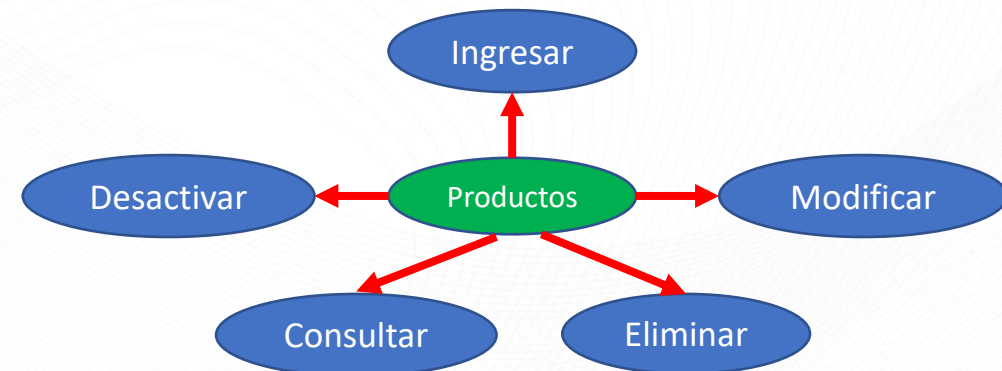 Ingresar
Desactivar
Productos
Modificar
Consultar
Eliminar